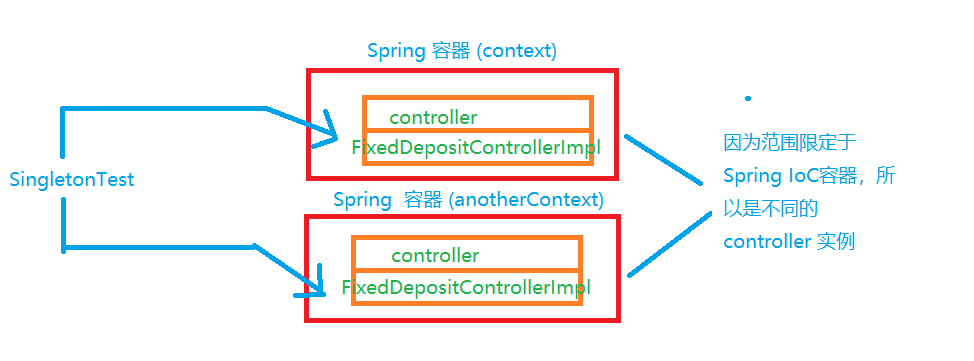 Spring 容器 (context)
controller
FixedDepositControllerImpl
SingletonTest
Spring 容器 (anotherContext)
controller
FixedDepositControllerImpl
因为范围限定于
Spring IoC容器，所
以是不同的
controller 实例